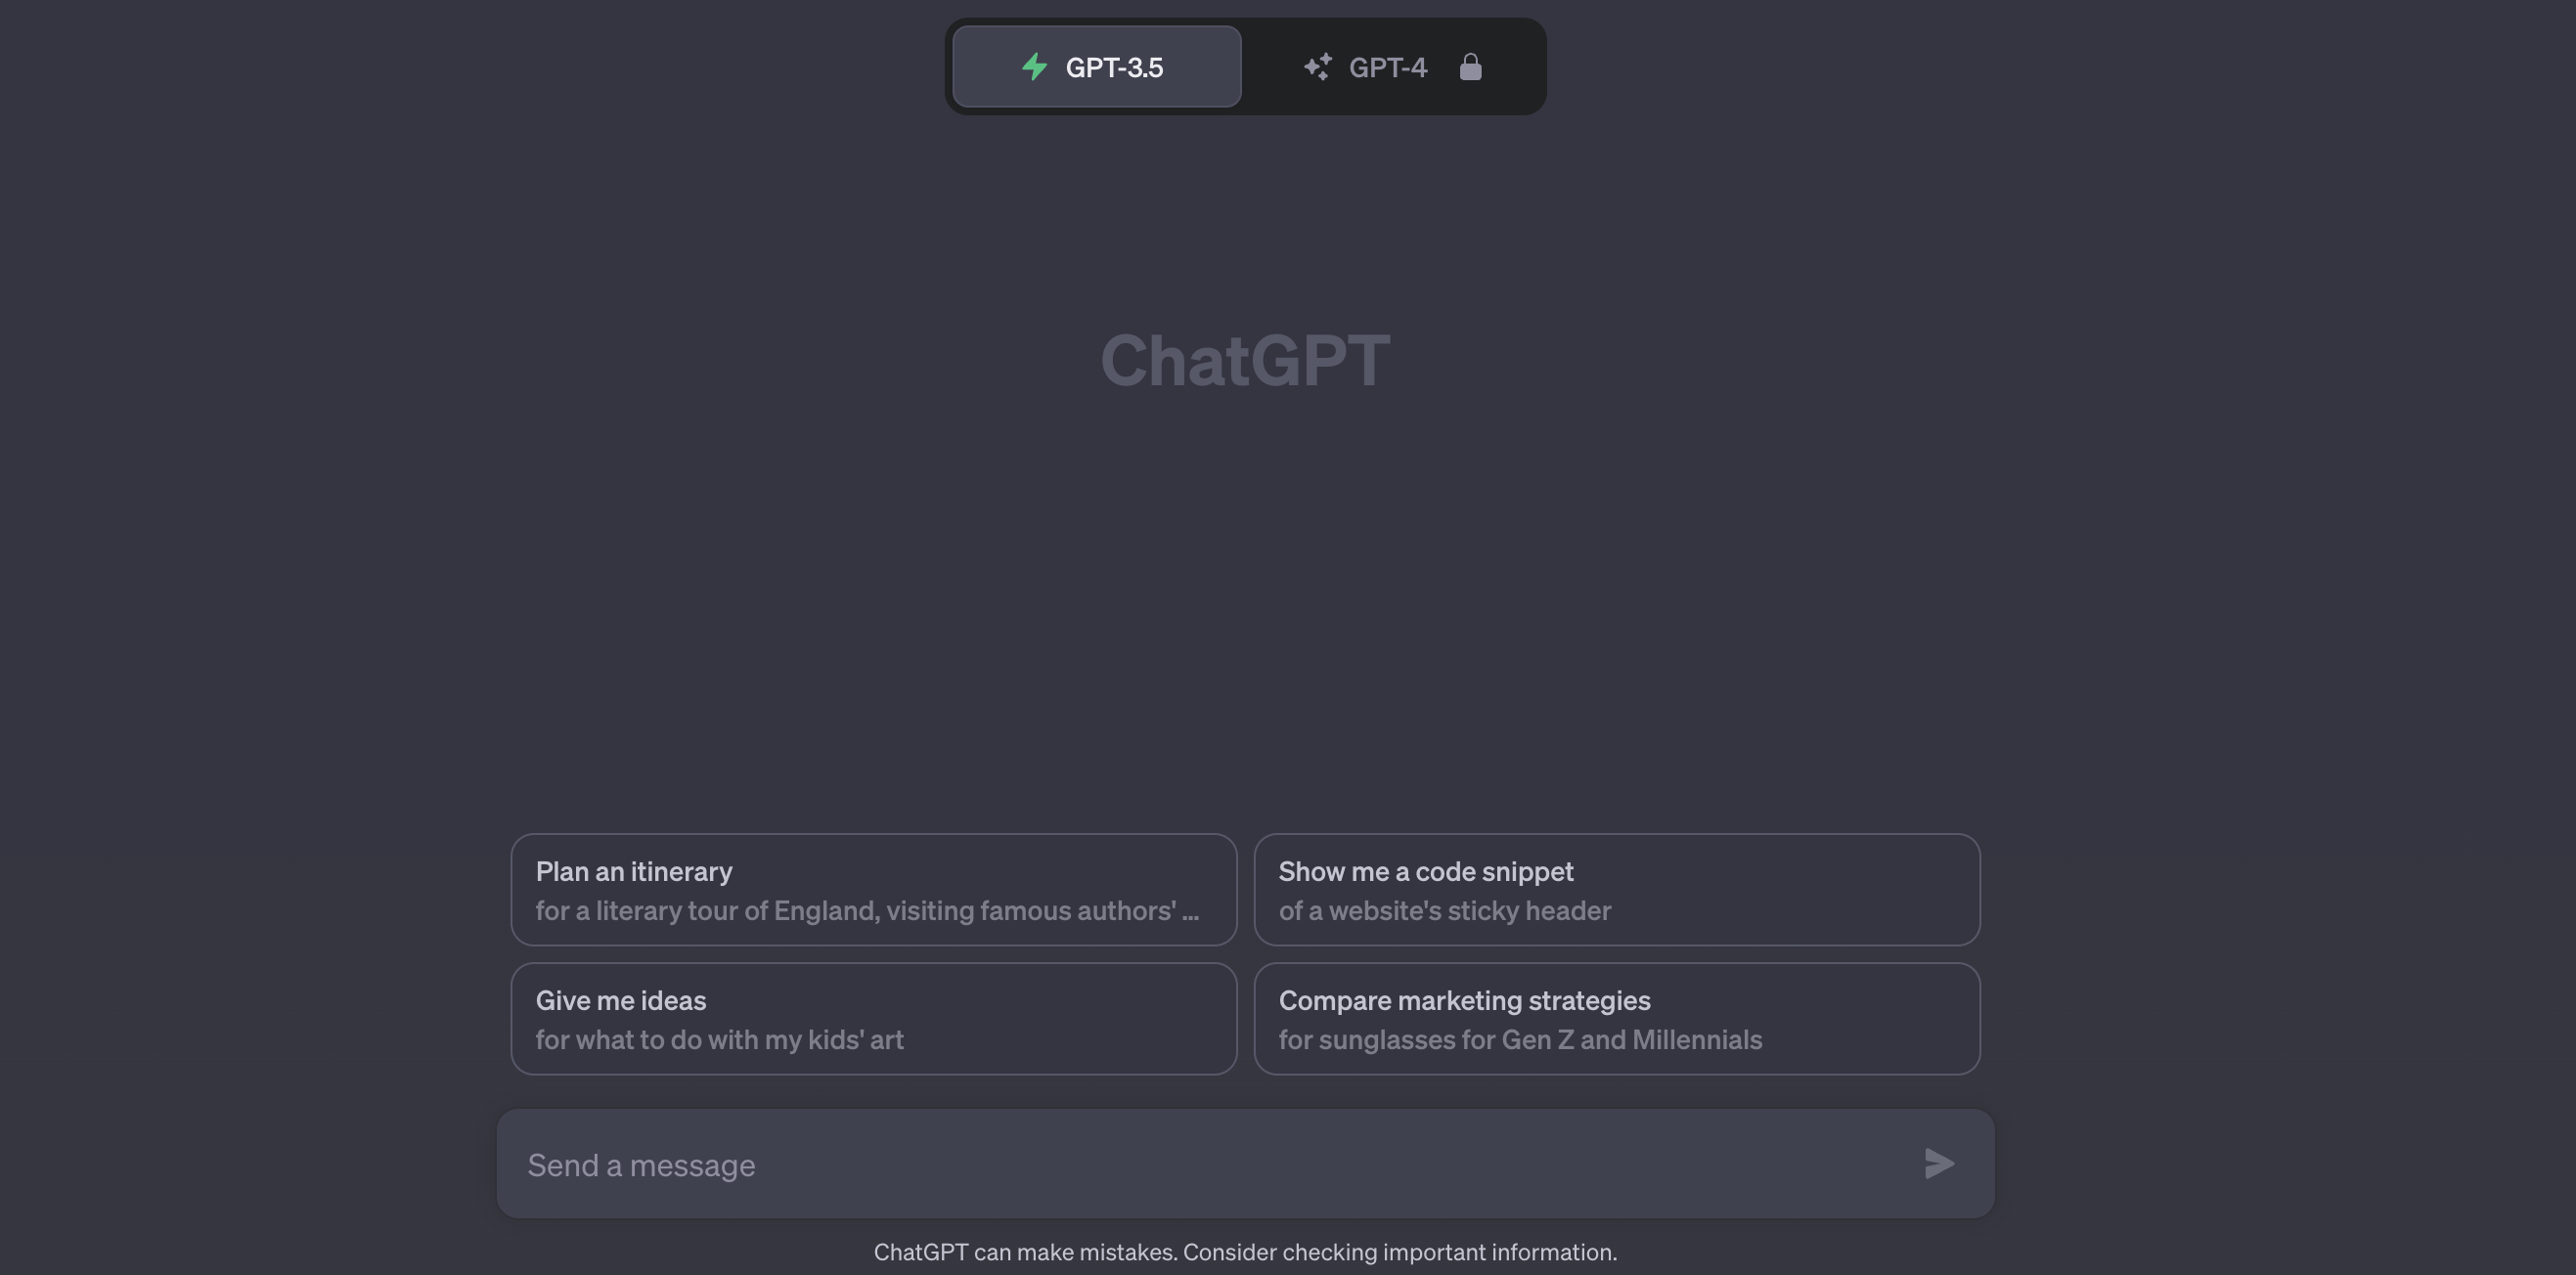 GPT-3.5
GPT-4
ChatGPT
Plan an itinerary
for a literary tour of England, visiting famous authors' ...
Show me a code snippet
of a website's sticky header
Give me ideas
for what to do with my kids' art
Compare marketing strategies
for sunglasses for Gen Z and Millennials
Send a message
ChatGPT can make mistakes. Consider checking important information.